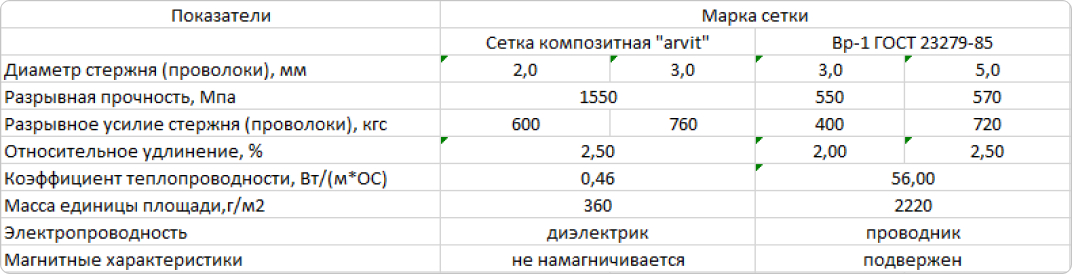 Показатели Марка сетки
Сетка композитная "arvit" Вр-1 ГОСТ 23279-85
Диаметр стержня (проволоки), мм 2,0 3,0 3,0 5,0
Разрывная прочность, Мпа 1550 550 570
Разрывное усилие стержня (проволоки), кгс 600 760 400 720
Относительное удлинение, % 2,50 2,00 2,50
Коэффициент теплопроводности, Вт/(м*ОС) 0,46 56,00
Масса единицы площади,г/м2 360 2220
Электропроводность диэлектрик проводник
Магнитные характеристики не намагничивается подвержен